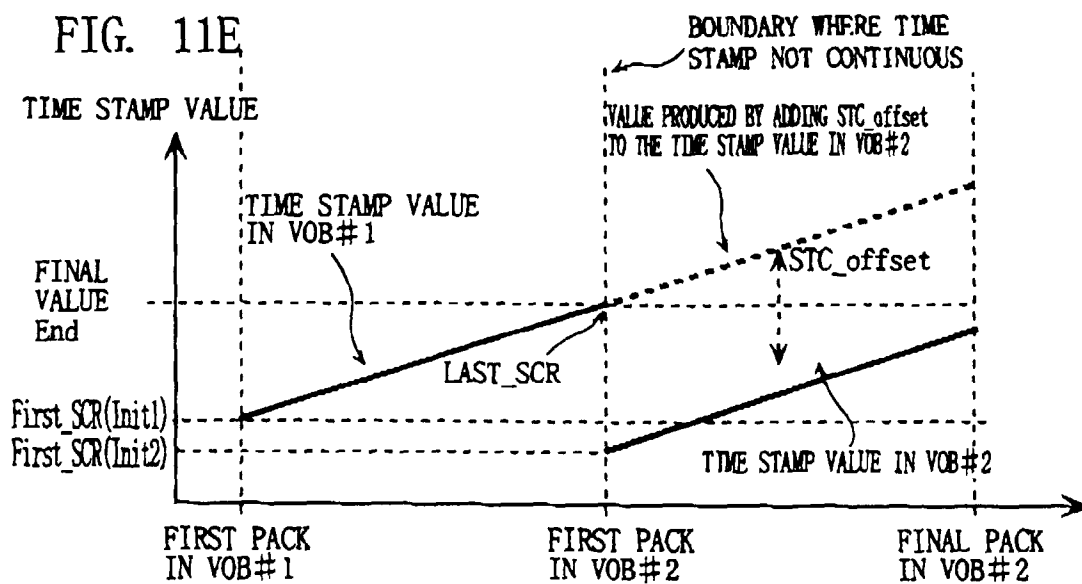 FIG. 11E
BOUNDARY WHERE TIME
STAMP NOT CONTINUOUS
TIME STAMP VALUE
VALUE PRODUCED BY ADDING STC_offset
TO THE TIME STAMP VALUE IN VOB#2
TIME STAMP VALUE
IN VOB#1
STC_offset
FINAL
VALUE
End
LAST_SCR
First_SCR(Init1)
First_SCR(Init2)
TIME STAMP VALUE IN VOB#2
FIRST PACK
IN VOB#1
FIRST PACK
IN VOB#2
FINAL PACK
IN VOB#2